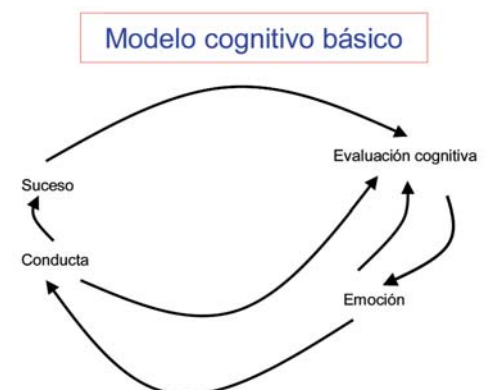 Modelo cognitivo básico
Evaluación cognitiva
Suceso
Conducta
Emoción